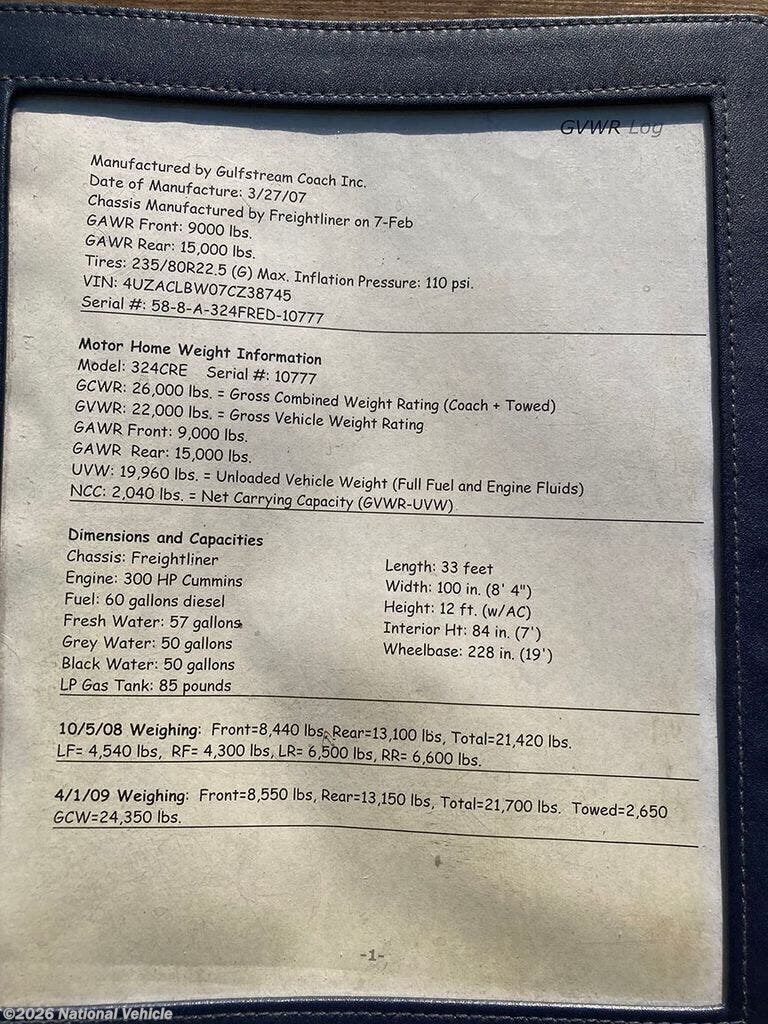 GVWR Log
Manufactured by Gulfstream Coach Inc.
Date of Manufacture: 3/27/07
Chassis Manufactured by Freightliner on 7-Feb
GAWR Front: 9000 lbs.
GAWR Rear: 15,000 lbs.
Tires: 235/80R22.5 (G) Max. Inflation Pressure: 110 psi.
VIN: 4UZACLBW07CZ38745
Serial #: 58-8-A-324FRED-10777
Motor Home Weight Information
Model: 324CRE Serial #: 10777
GCWR: 26,000 lbs. = Gross Combined Weight Rating (Coach + Towed)
GVWR: 22,000 lbs. = Gross Vehicle Weight Rating
GAWR Front: 9,000 lbs.
GAWR Rear: 15,000 lbs.
UVW: 19,960 lbs. = Unloaded Vehicle Weight (Full Fuel and Engine Fluids)
NCC: 2,040 lbs. = Net Carrying Capacity (GVWR-UVW)
Dimensions and Capacities
Chassis: Freightliner
Engine: 300 HP Cummins
Fuel: 60 gallons diesel
Fresh Water: 57 gallons
Grey Water: 50 gallons
Black Water: 50 gallons
LP Gas Tank: 85 pounds
Length: 33 feet
Width: 100 in. (8' 4")
Height: 12 ft. (w/AC)
Interior Ht: 84 in. (7')
Wheelbase: 228 in. (19')
10/5/08 Weighing: Front=8,440 lbs, Rear=13,100 lbs, Total=21,420 lbs.
LF= 4,540 lbs, RF= 4,300 lbs, LR= 6,500 lbs, RR= 6,600 lbs.
4/1/09 Weighing: Front=8,550 lbs, Rear=13,150 lbs, Total=21,700 lbs. Towed=2,650
GCW=24,350 lbs.
-1-
©2026 National Vehicle